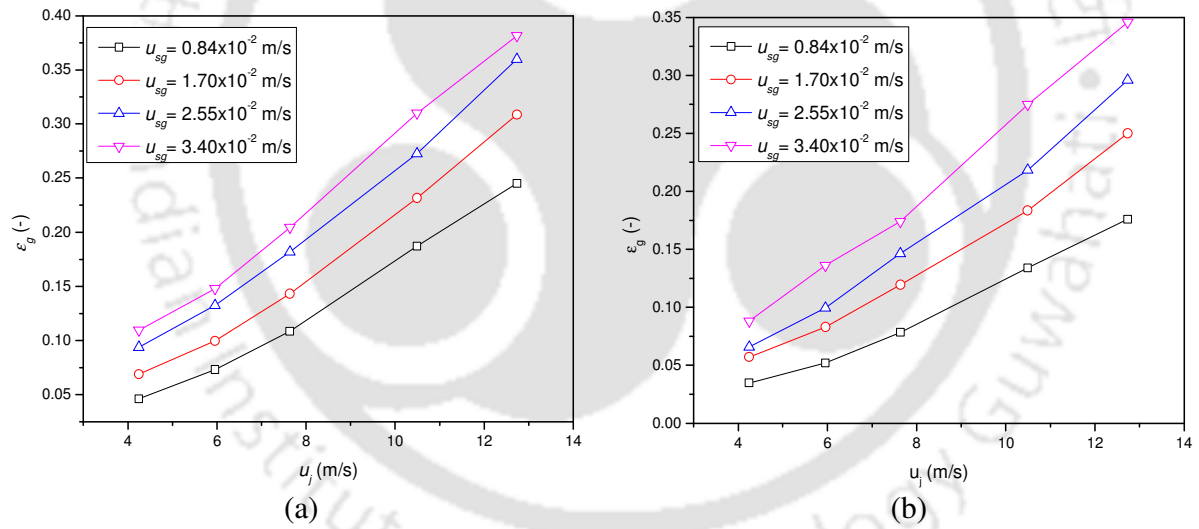 0.40
0.35
0.30
0.25
0.20
0.15
0.10
0.05
4 6 8 10 12 14
u_sg= 0.84x10^-2 m/s
u_sg= 1.70x10^-2 m/s
u_sg= 2.55x10^-2 m/s
u_sg= 3.40x10^-2 m/s
ε_g (-)
u_j (m/s)
(a)
0.35
0.30
0.25
0.20
0.15
0.10
0.05
0.00
4 6 8 10 12 14
u_sg= 0.84x10^-2 m/s
u_sg= 1.70x10^-2 m/s
u_sg= 2.55x10^-2 m/s
u_sg= 3.40x10^-2 m/s
ε_g (-)
u_j (m/s)
(b)
Guwahati